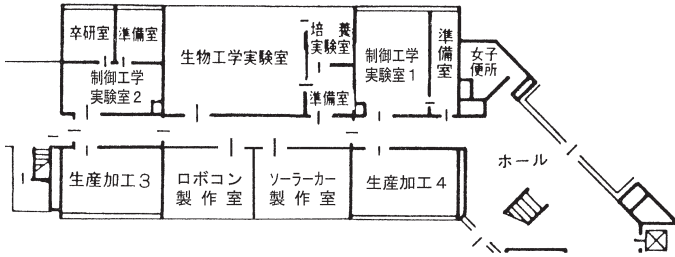 卒研室
準備室
制御工学
実験室2
生物工学実験室
培養
実験室
準備室
制御工学
実験室1
準備室
女子
便所
生産加工3
ロボコン
製作室
ソーラーカー
製作室
生産加工4
ホール